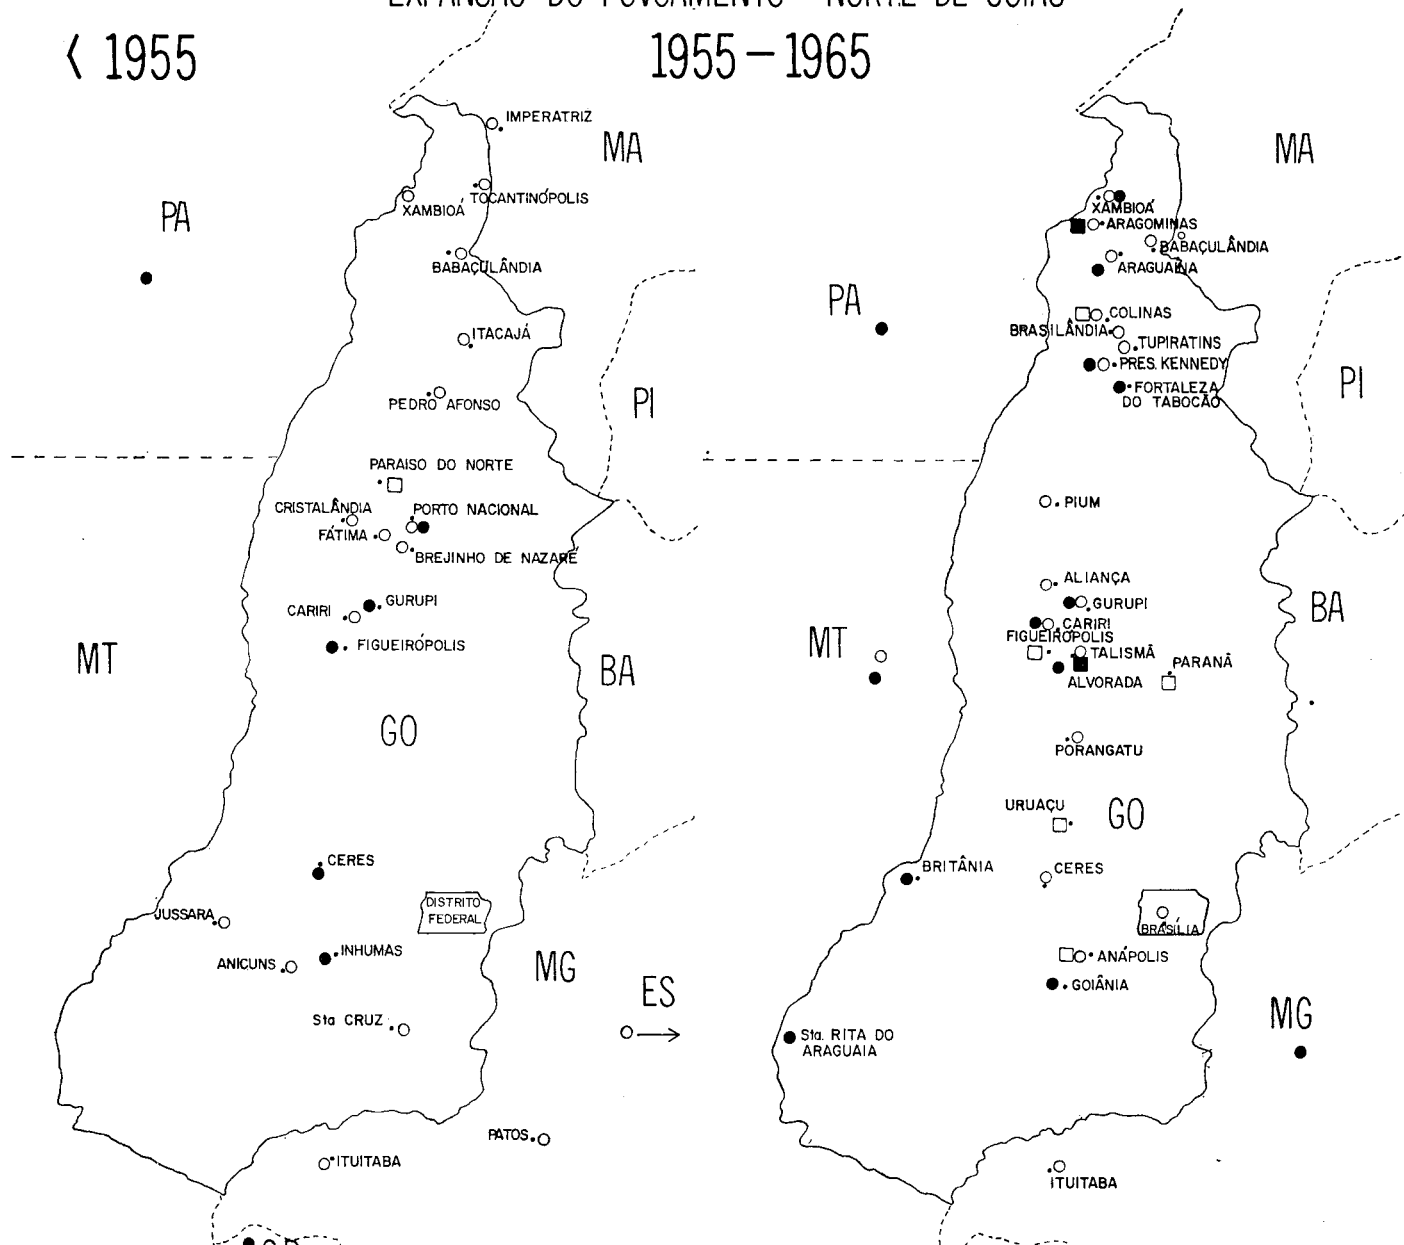 EXPANSÃO DO POVOAMENTO - NORTE DE GOIÁS
< 1955
1955 – 1965
IMPERATRIZ
MA
TOCANTINÓPOLIS
XAMBIOÁ
PA
BABAÇULÂNDIA
ITACAJÁ
PEDRO AFONSO
PI
PARAISO DO NORTE
CRISTALÂNDIA
PORTO NACIONAL
FÁTIMA
BREJINHO DE NAZARÉ
GURUPI
CARIRI
FIGUEIRÓPOLIS
MT
BA
GO
CERES
DISTRITO
FEDERAL
JUSSARA
INHUMAS
ANICUNS
MG
ES
Sta CRUZ
PATOS
ITUITABA
MA
XAMBIOÁ
ARAGOMINAS
BABAÇULÂNDIA
ARAGUAÍNA
PA
COLINAS
BRASILÂNDIA
TUPIRATINS
PRES. KENNEDY
FORTALEZA
DO TABOCÃO
PI
PIUM
ALIANÇA
GURUPI
BA
CARIRI
FIGUEIRÓPOLIS
MT
TALISMÃ
PARANÃ
ALVORADA
PORANGATU
URUAÇU
GO
BRITÂNIA
CERES
BRASÍLIA
ANÁPOLIS
GOIÂNIA
MG
Sta. RITA DO
ARAGUAIA
ITUITABA